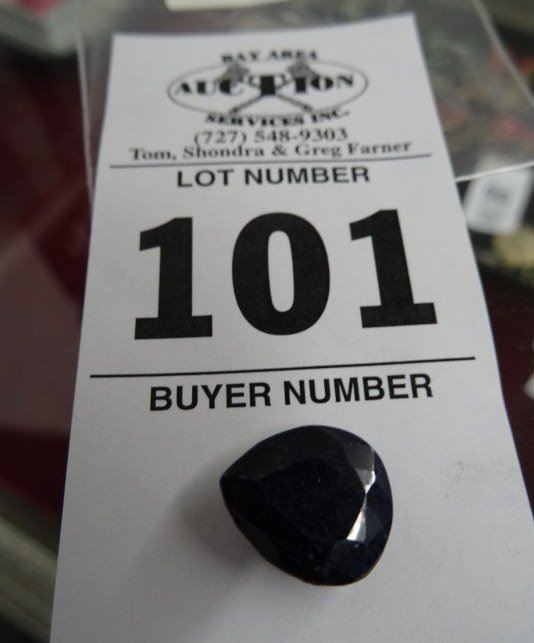 BAY AREA
AUCTION
SERVICES INC.
(727) 548-9303
Tom, Shondra & Greg Farner
LOT NUMBER
101
BUYER NUMBER